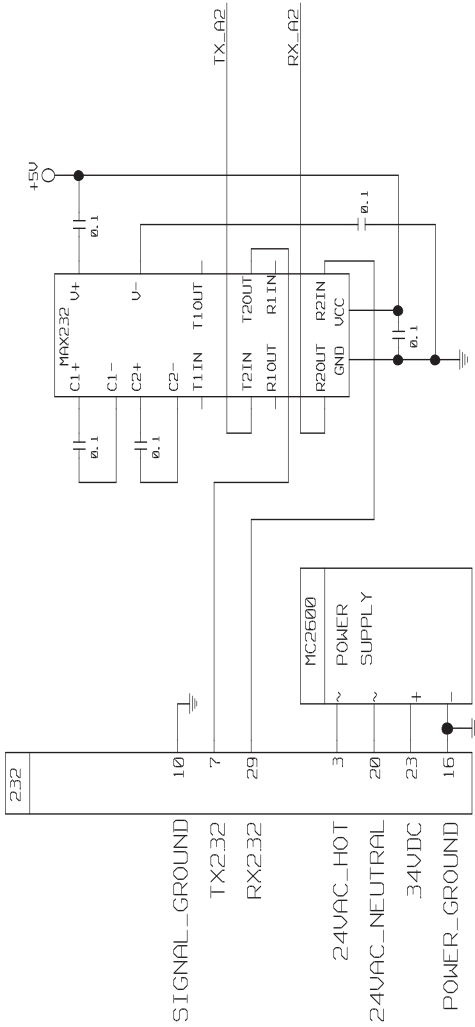 232
SIGNAL_GROUND
10
TX232
7
RX232
29
24VAC_HOT
3
24VAC_NEUTRAL
20
34VDC
23
POWER_GROUND
16
MC2600
POWER
SUPPLY
~
~
+
-
MAX232
C1+
V+
C1-
C2+
V-
C2-
T1IN
T1OUT
T2IN
T2OUT
R1OUT
R1IN
R2OUT
R2IN
GND
VCC
0.1
0.1
0.1
0.1
0.1
+5V
TX_A2
RX_A2